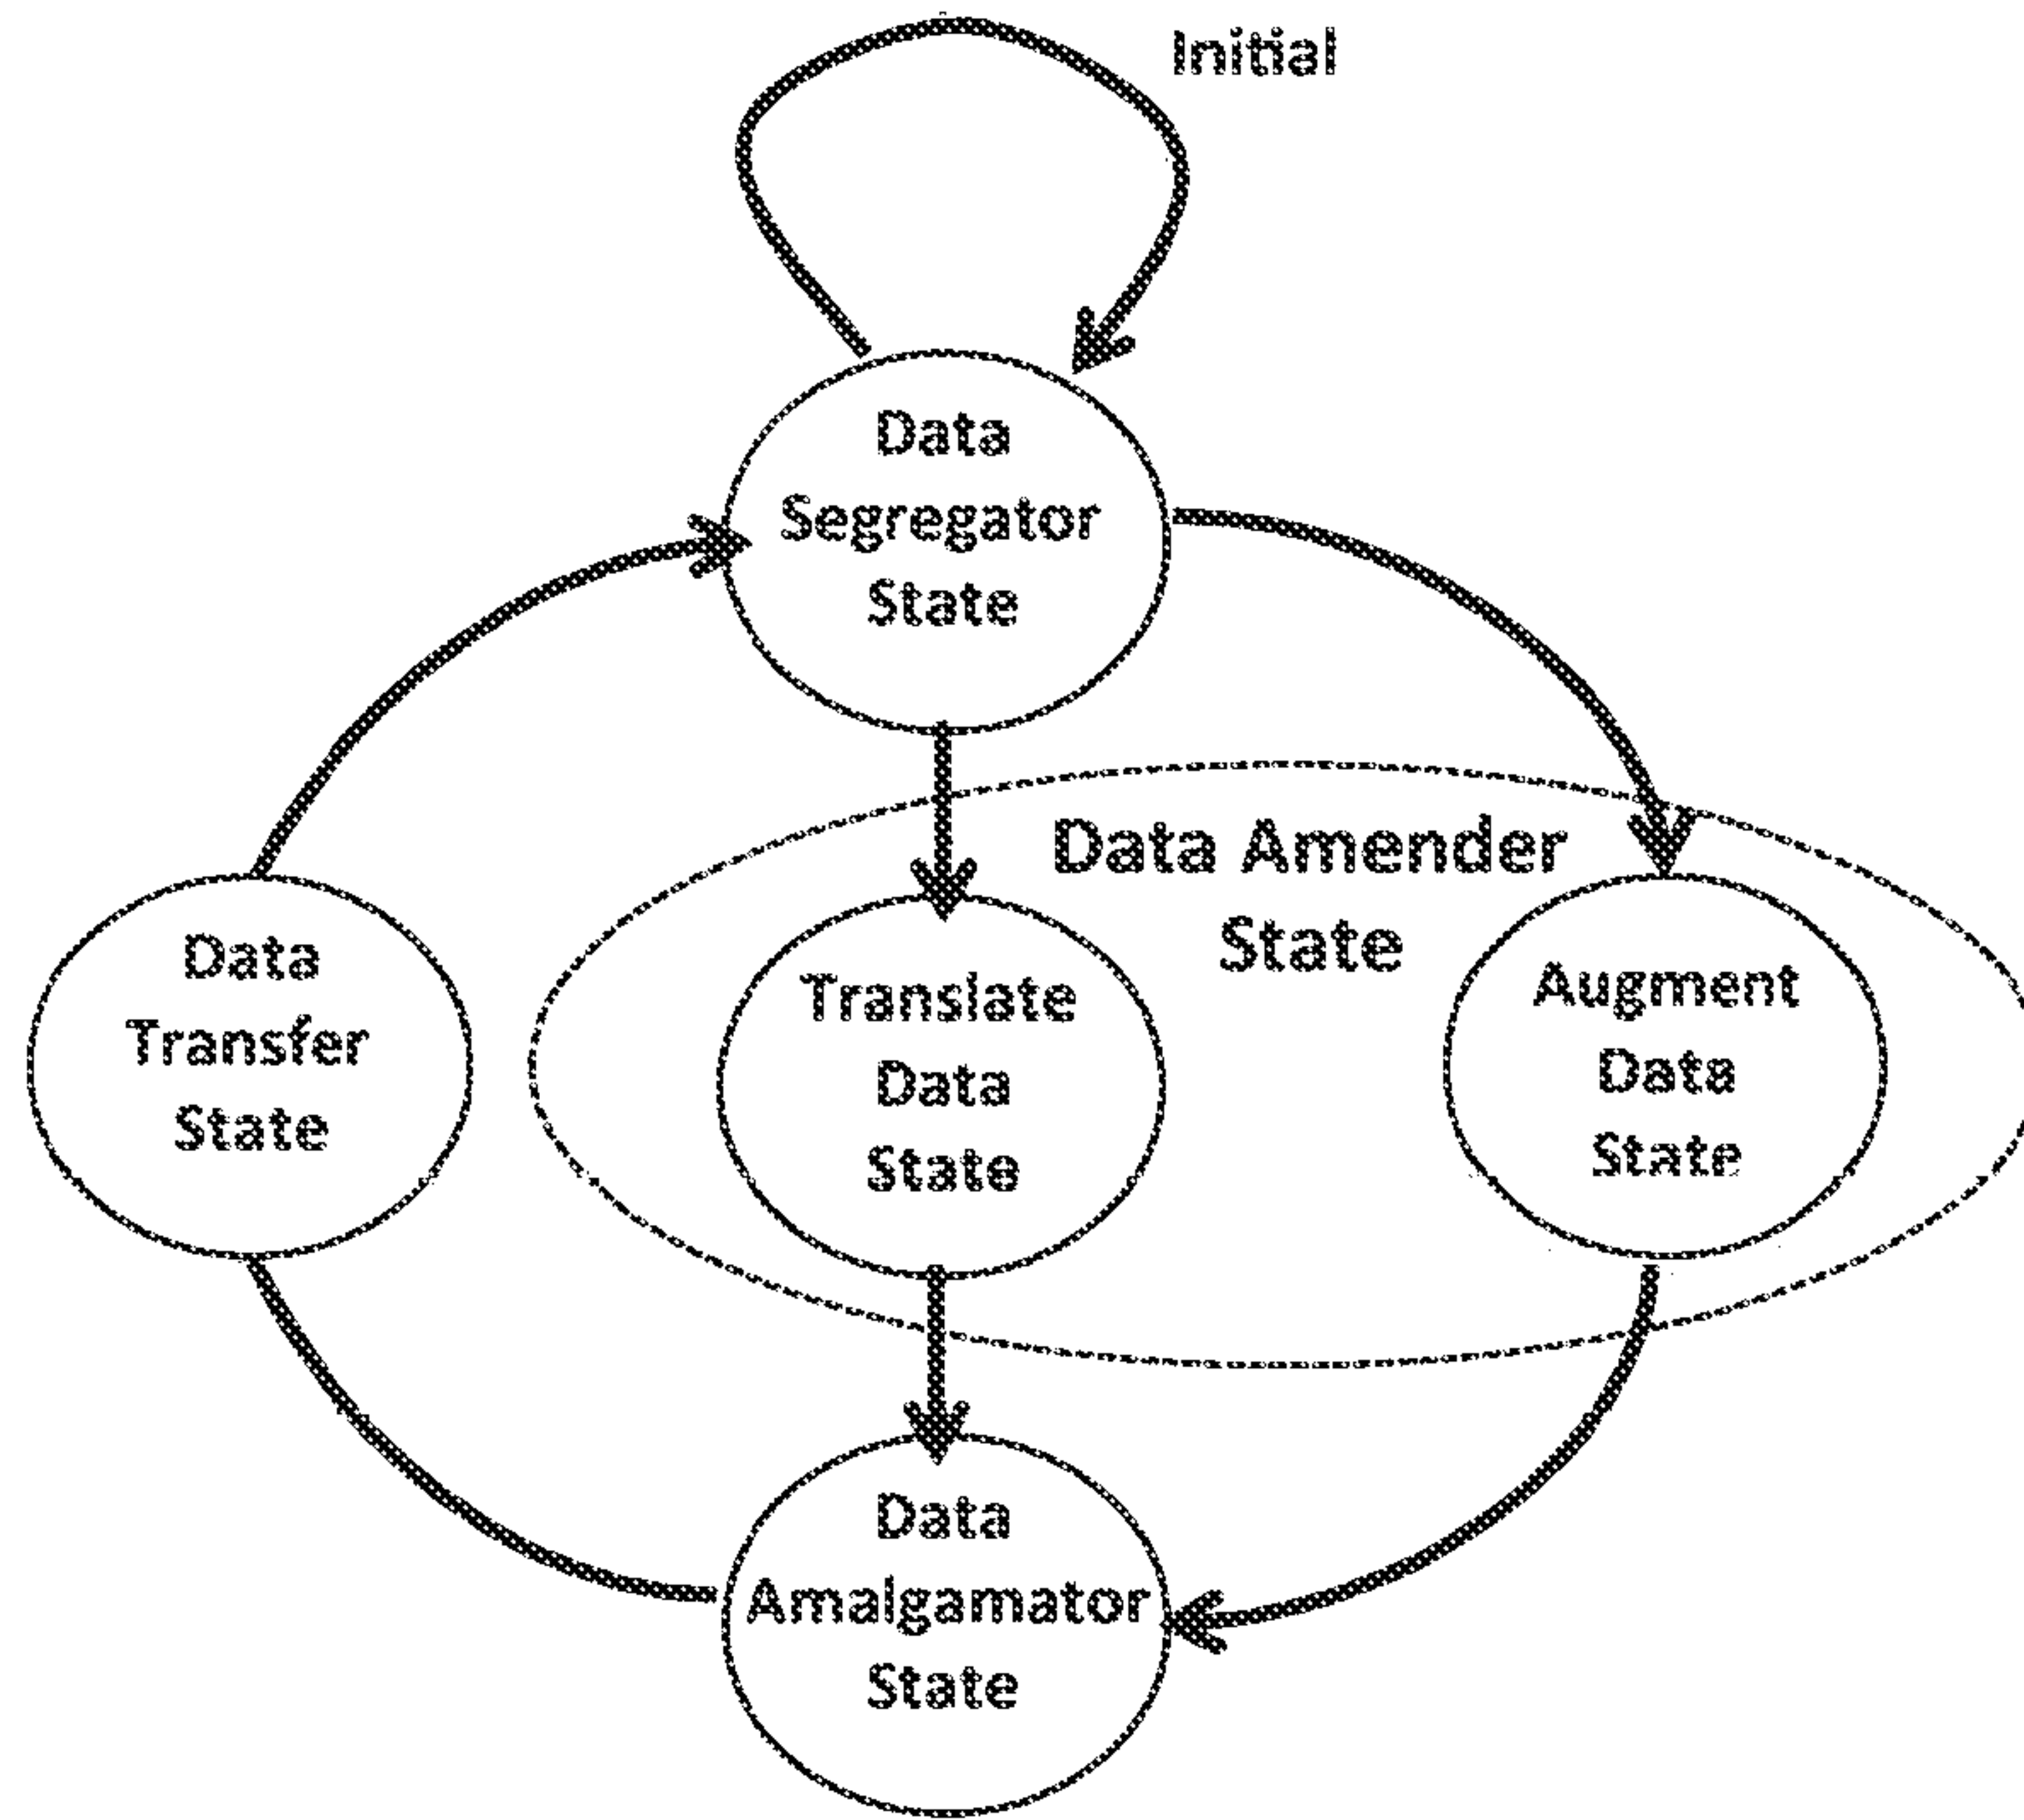 Initial
Data
Segregator
State
Data Amender
State
Data
Transfer
State
Translate
Data
State
Augment
Data
State
Data
Amalgamator
State